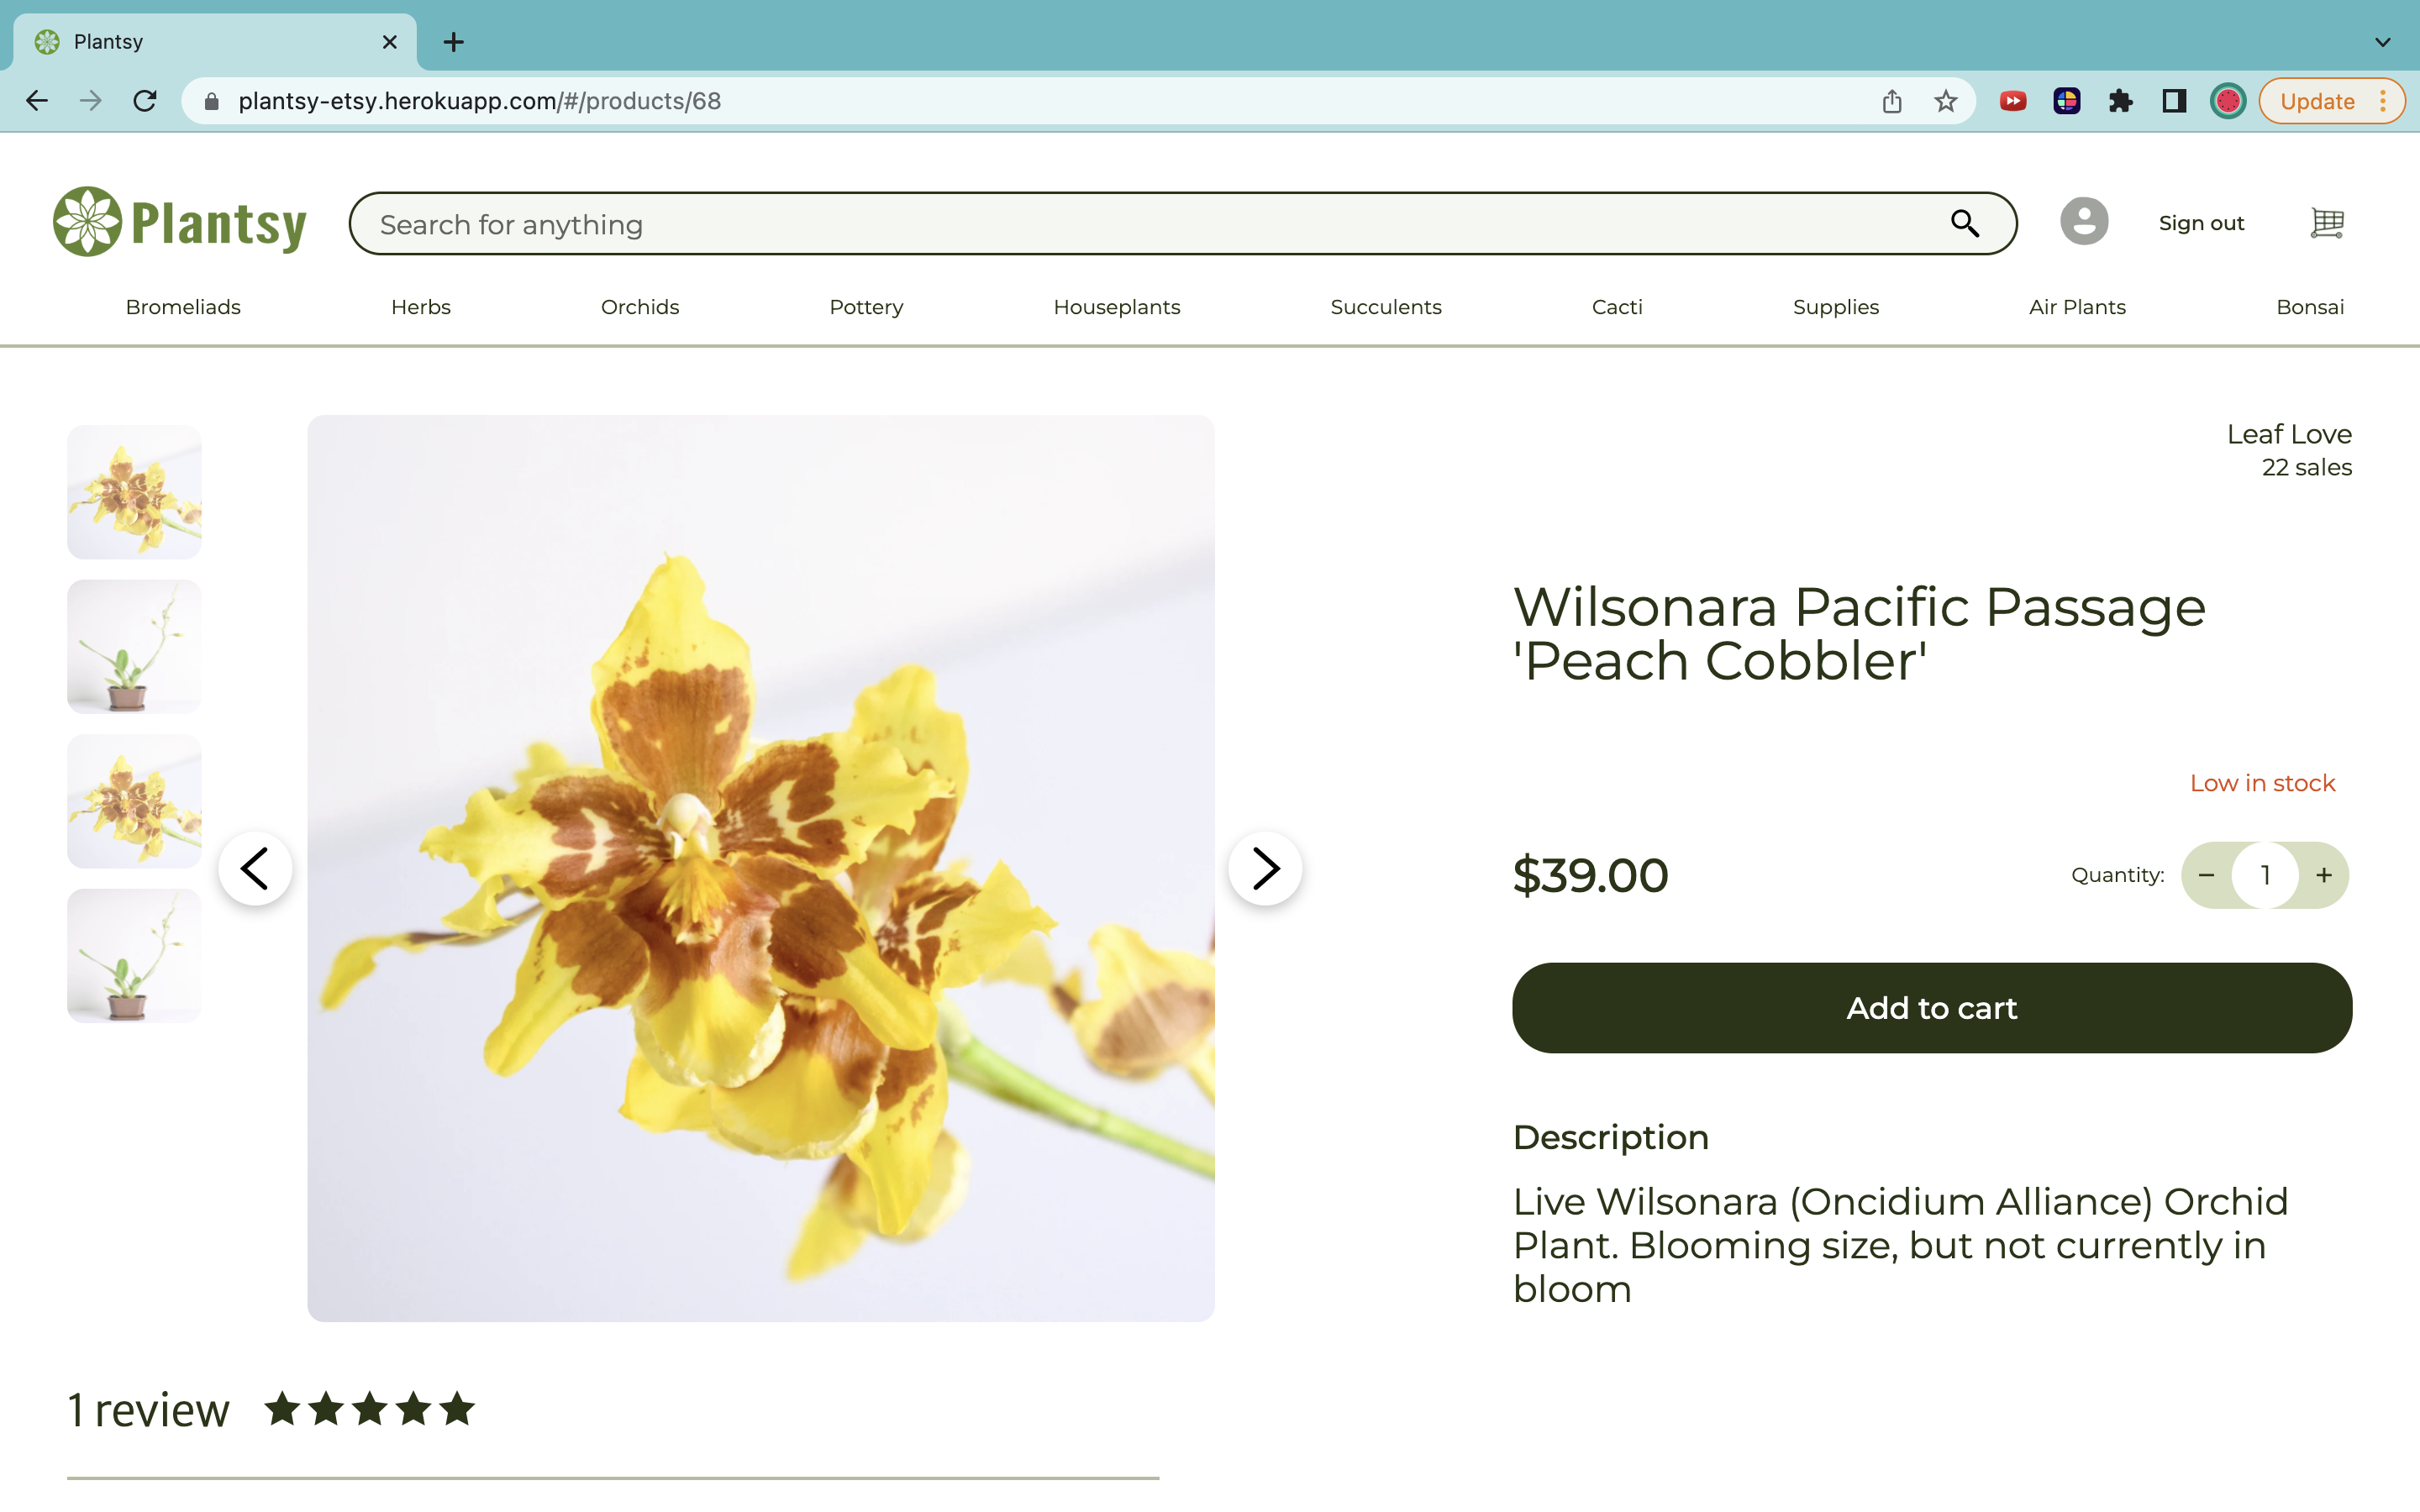 Plantsy
plantsy-etsy.herokuapp.com/#/products/68
Update
Plantsy
Search for anything
Sign out
Bromeliads Herbs Orchids Pottery Houseplants Succulents Cacti Supplies Air Plants Bonsai
Leaf Love
22 sales
Wilsonara Pacific Passage
'Peach Cobbler'
Low in stock
$39.00
Quantity: − 1 +
Add to cart
Description
Live Wilsonara (Oncidium Alliance) Orchid
Plant. Blooming size, but not currently in
bloom
1 review